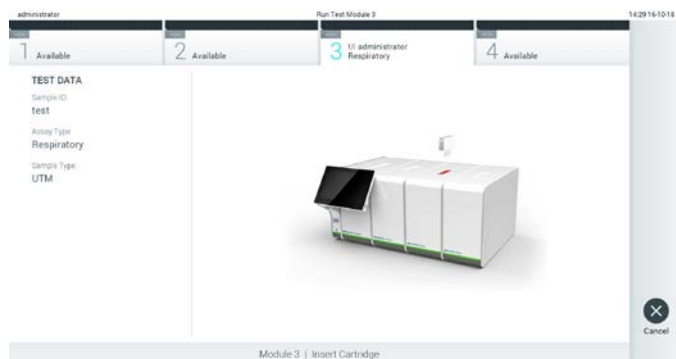 administrator
Run Test Module 3
14:29 16-10-18
1 Available
2 Available
3 UI administrator
Respiratory
4 Available
TEST DATA
Sample ID
test
Assay Type
Respiratory
Sample Type
UTM
Cancel
Module 3 | Insert Cartridge